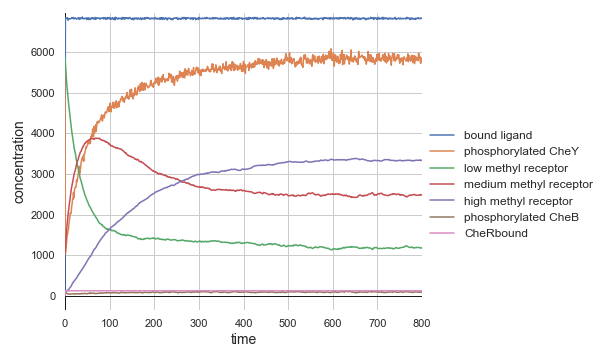 6000
5000
4000
3000
2000
1000
0
concentration
0 100 200 300 400 500 600 700 800
time
bound ligand
phosphorylated CheY
low methyl receptor
medium methyl receptor
high methyl receptor
phosphorylated CheB
CheRbound